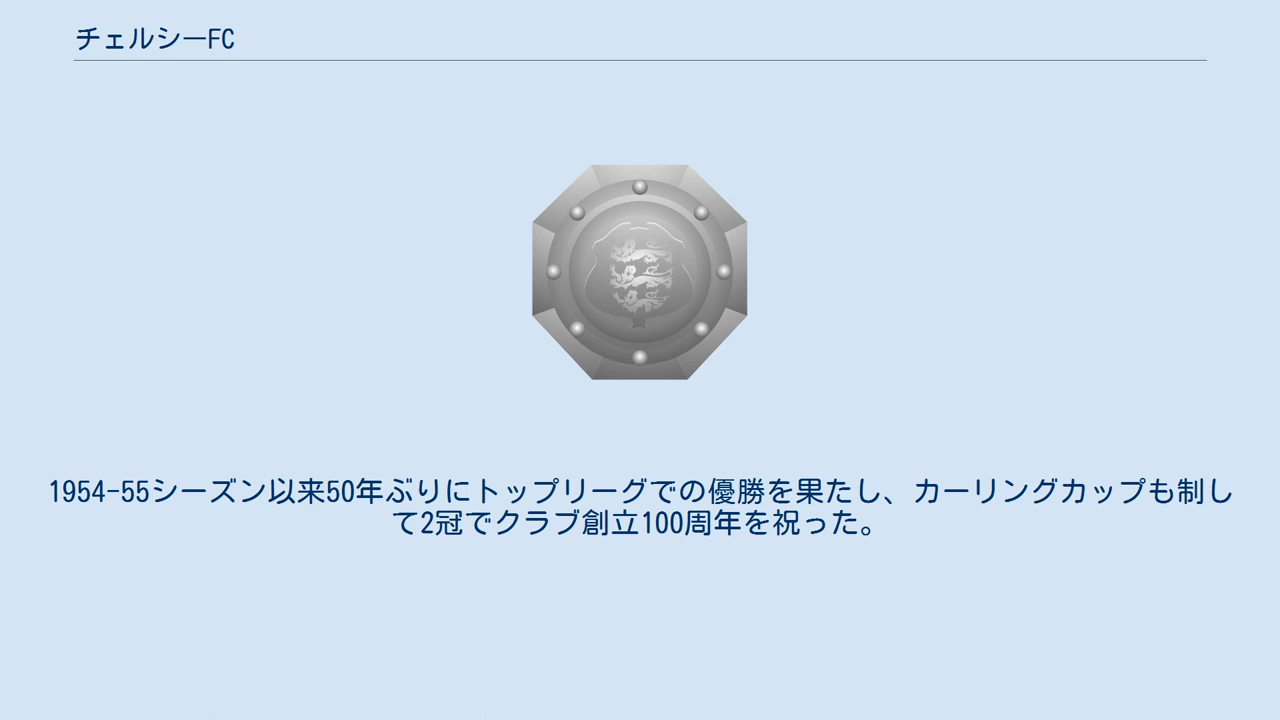 チェルシーFC
1954-55シーズン以来50年ぶりにトップリーグでの優勝を果たし、カーリングカップも制し
て2冠でクラブ創立100周年を祝った。